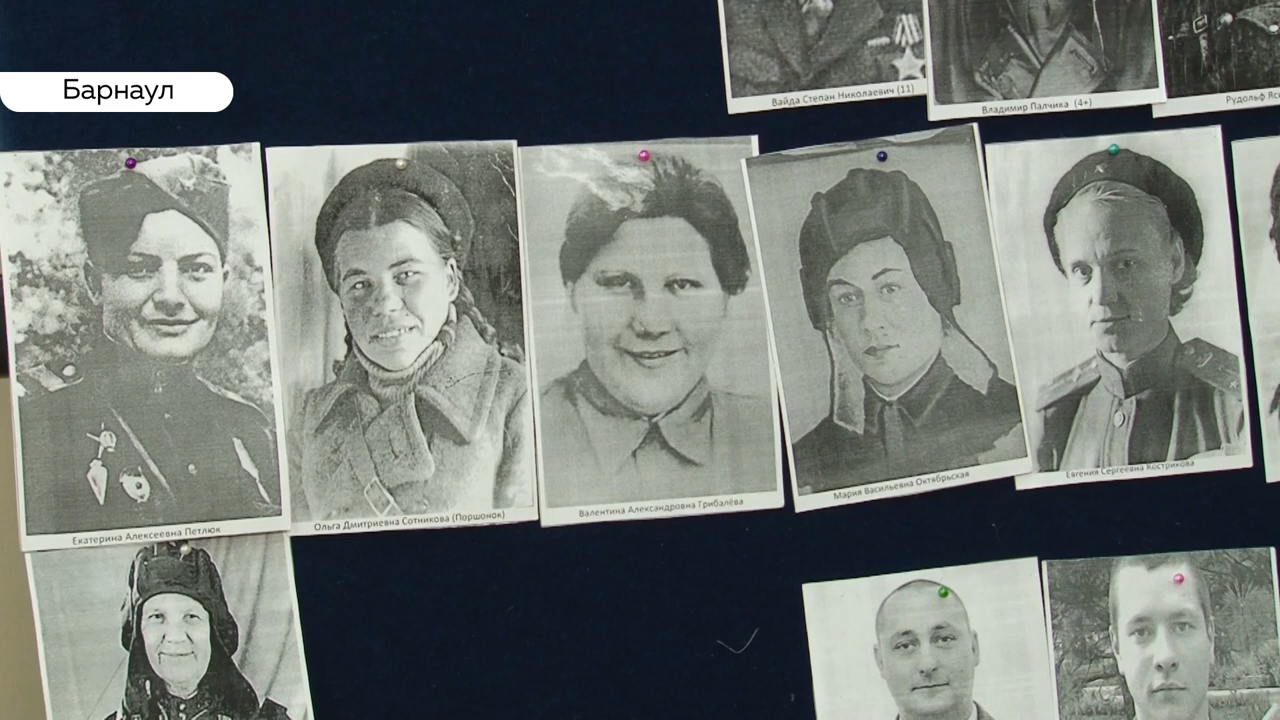 Барнаул
Вайда Степан Николаевич (11)
Владимир Палчика (4+)
Рудольф
Екатерина Алексеевна Петлюк
Ольга Дмитриевна Сотникова (Поршонок)
Валентина Александровна Грибалёва
Мария Васильевна Октябрьская
Евгения Сергеевна Кострикова